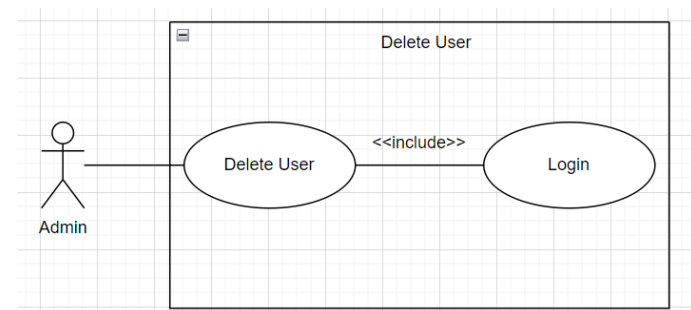 Delete User
<<include>>
Delete User
Login
Admin